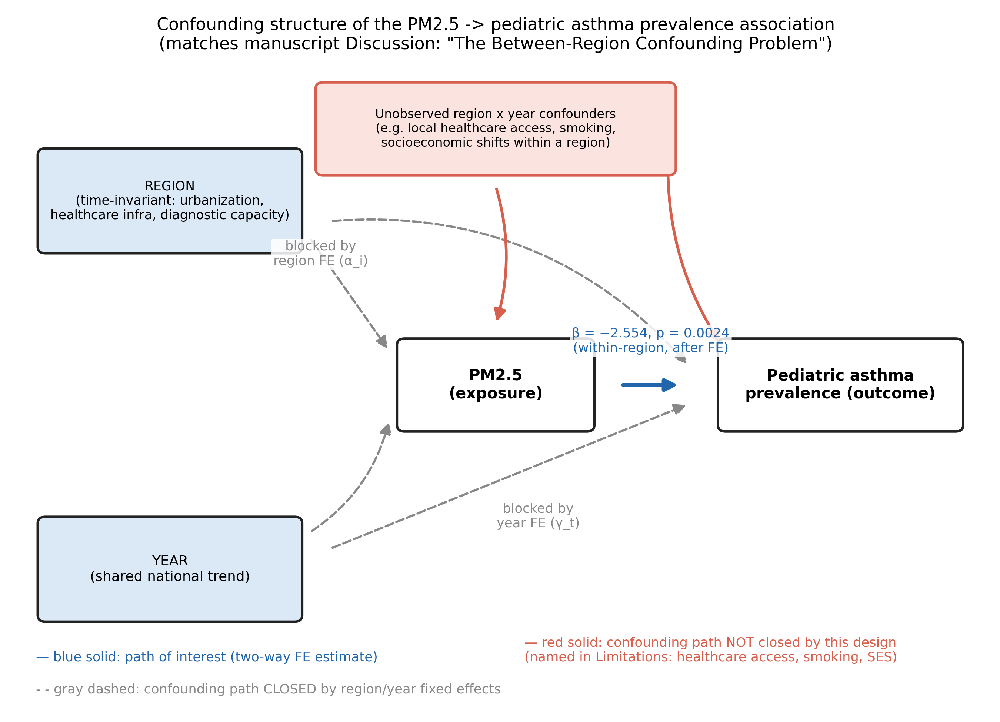 Confounding structure of the PM2.5 -> pediatric asthma prevalence association
(matches manuscript Discussion: "The Between-Region Confounding Problem")
Unobserved region x year confounders
(e.g. local healthcare access, smoking,
socioeconomic shifts within a region)
REGION
(time-invariant: urbanization,
healthcare infra, diagnostic capacity)
blocked by
region FE (α_i)
β = −2.554, p = 0.0024
(within-region, after FE)
PM2.5
(exposure)
Pediatric asthma
prevalence (outcome)
blocked by
year FE (γ_t)
YEAR
(shared national trend)
— blue solid: path of interest (two-way FE estimate)
— red solid: confounding path NOT closed by this design
(named in Limitations: healthcare access, smoking, SES)
- - gray dashed: confounding path CLOSED by region/year fixed effects